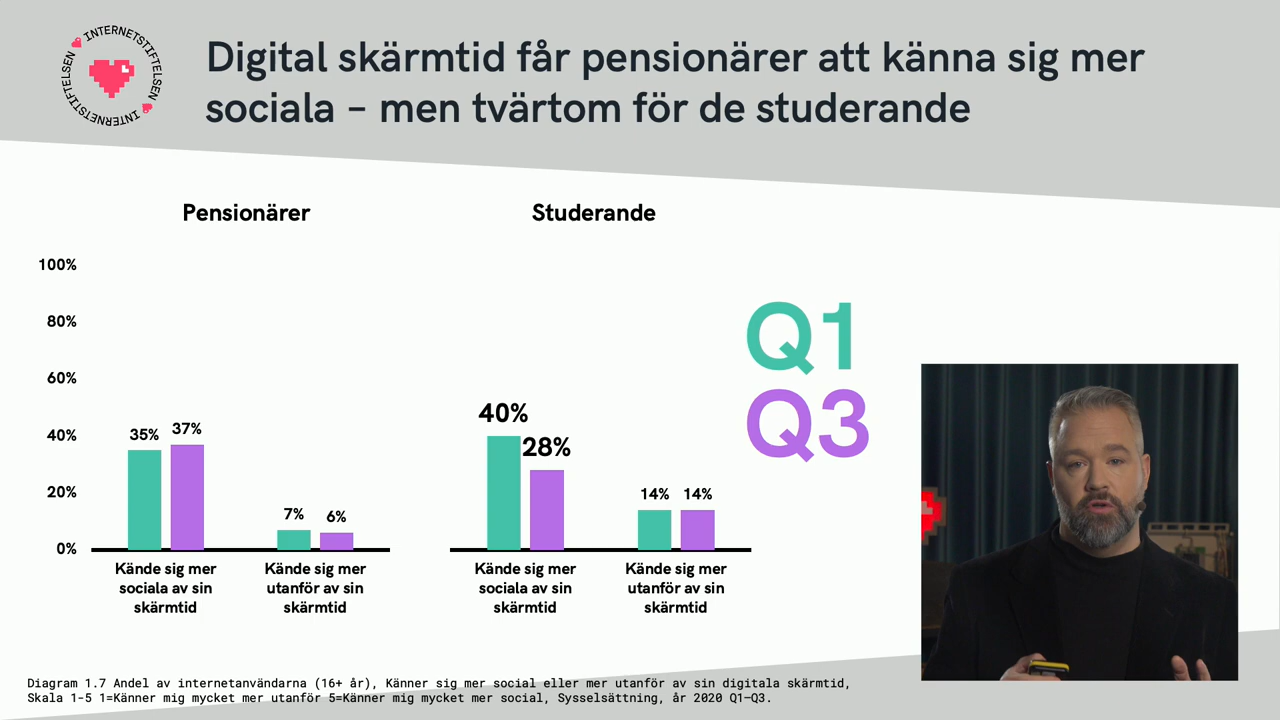 INTERNETSTIFTELSEN INTERNETSTIFTELSEN
Digital skärmtid får pensionärer att känna sig mer
sociala – men tvärtom för de studerande
Pensionärer
Studerande
100%
80%
60%
40%
20%
0%
35%
37%
7%
6%
Kände sig mer
sociala av sin
skärmtid
Kände sig mer
utanför av sin
skärmtid
40%
28%
14%
14%
Kände sig mer
sociala av sin
skärmtid
Kände sig mer
utanför av sin
skärmtid
Q1
Q3
Diagram 1.7 Andel av internetanvändarna (16+ år), Känner sig mer social eller mer utanför av sin digitala skärmtid,
Skala 1-5 1=Känner mig mycket mer utanför 5=Känner mig mycket mer social, Sysselsättning, år 2020 Q1–Q3.